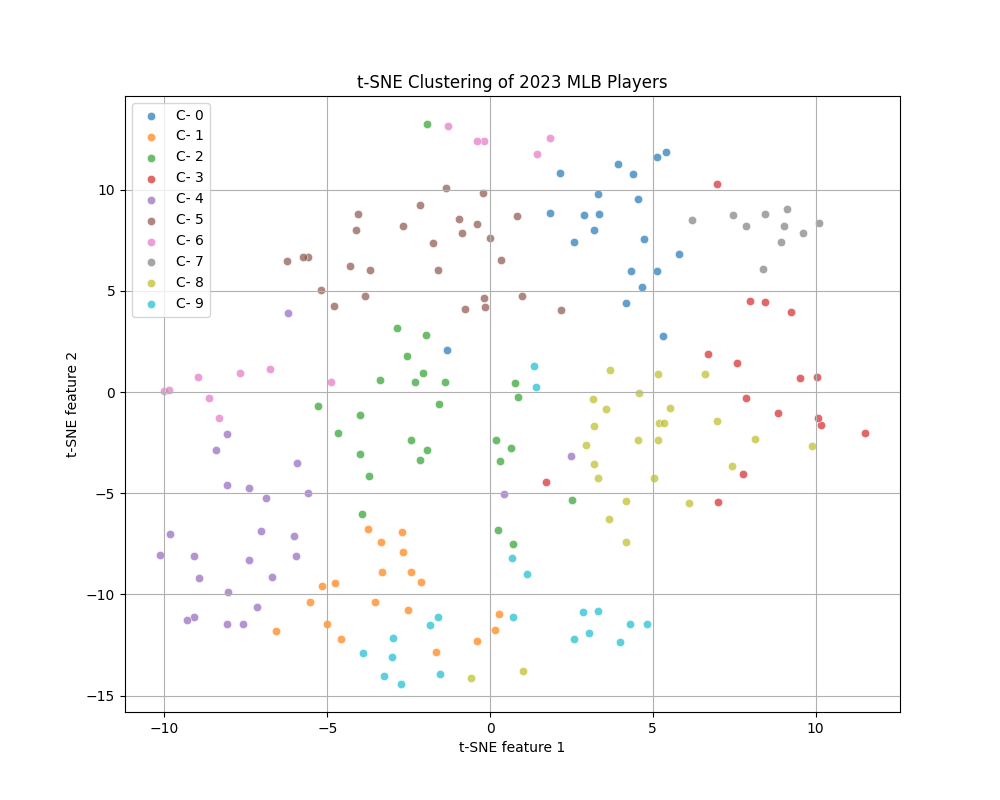 t-SNE Clustering of 2023 MLB Players
C- 0
C- 1
C- 2
C- 3
C- 4
C- 5
C- 6
C- 7
C- 8
C- 9
10
5
0
−5
−10
−15
t-SNE feature 2
−10 −5 0 5 10
t-SNE feature 1